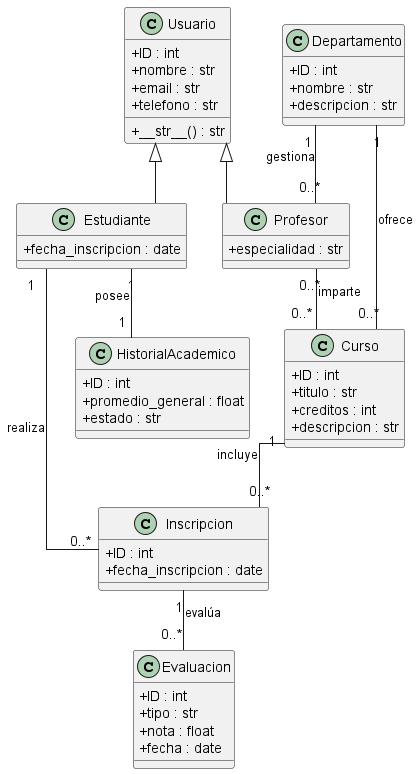 C Usuario
+ID : int
+nombre : str
+email : str
+telefono : str
+__str__() : str
C Departamento
+ID : int
+nombre : str
+descripcion : str
1
gestiona
0..*
1
ofrece
0..*
C Estudiante
+fecha_inscripcion : date
C Profesor
+especialidad : str
1
posee
1
0..*
imparte
0..*
C HistorialAcademico
+ID : int
+promedio_general : float
+estado : str
C Curso
+ID : int
+titulo : str
+creditos : int
+descripcion : str
1
realiza
0..*
1
incluye
0..*
C Inscripcion
+ID : int
+fecha_inscripcion : date
1
evalúa
0..*
C Evaluacion
+ID : int
+tipo : str
+nota : float
+fecha : date